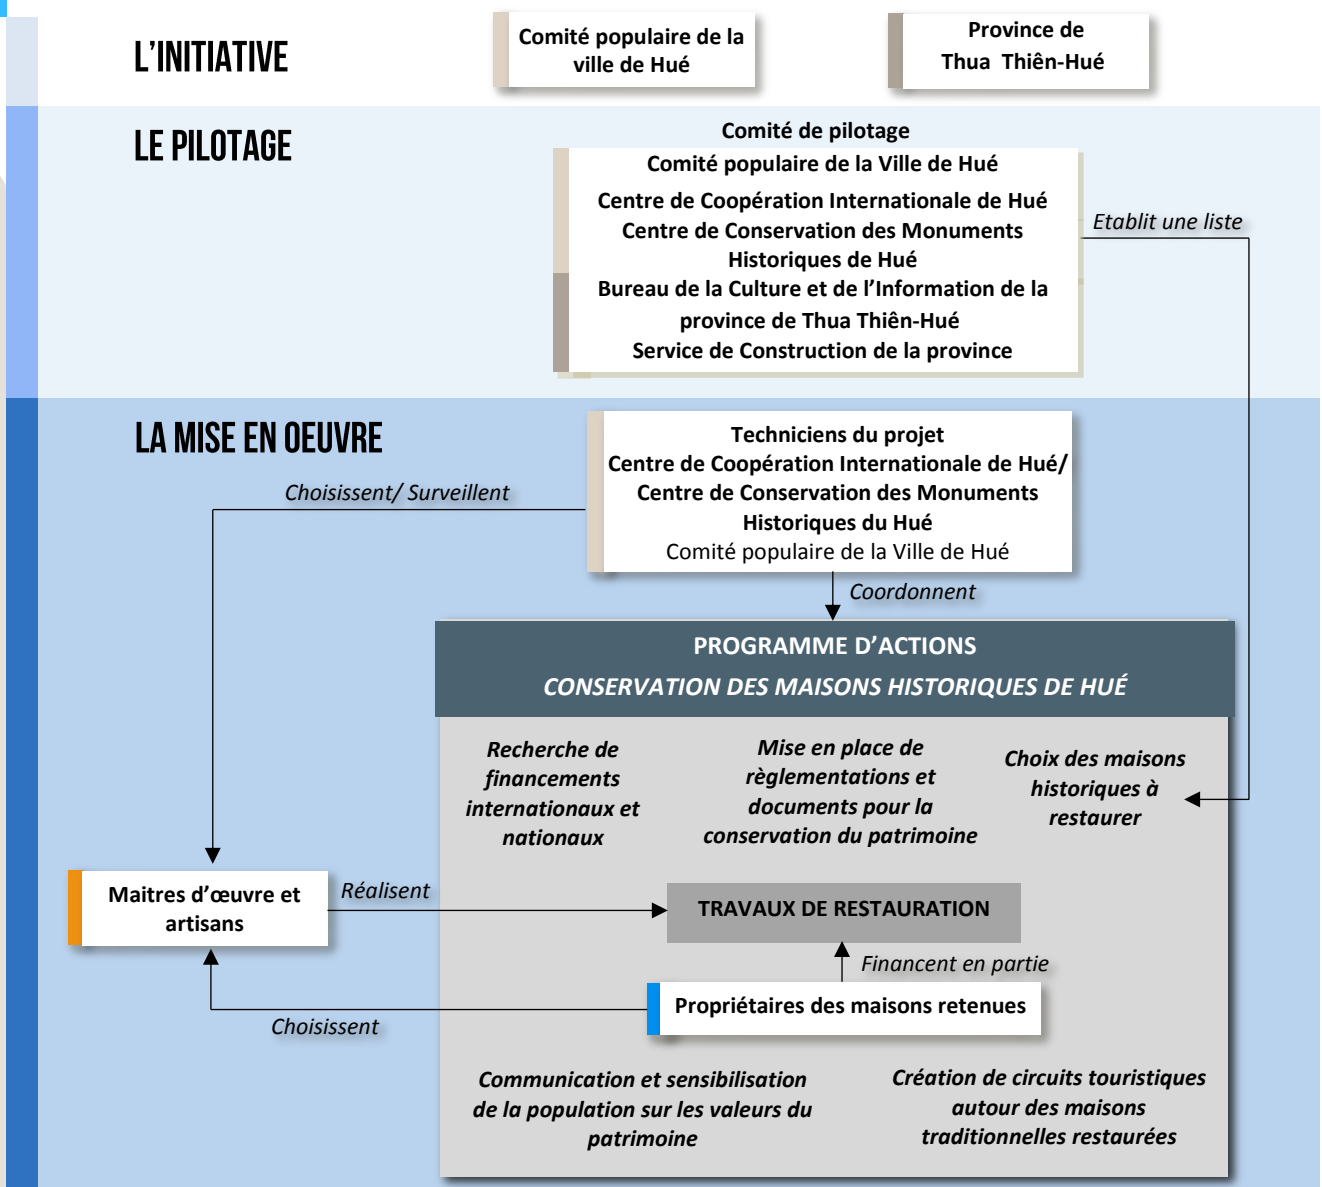 L'INITIATIVE
Comité populaire de la
ville de Hué
Province de
Thua Thiên-Hué
LE PILOTAGE
Comité de pilotage
Comité populaire de la Ville de Hué
Centre de Coopération Internationale de Hué
Centre de Conservation des Monuments
Historiques de Hué
Bureau de la Culture et de l'Information de la
province de Thua Thiên-Hué
Service de Construction de la province
Etablit une liste
LA MISE EN OEUVRE
Techniciens du projet
Centre de Coopération Internationale de Hué/
Centre de Conservation des Monuments
Historiques du Hué
Comité populaire de la Ville de Hué
Choisissent/ Surveillent
Coordonnent
PROGRAMME D'ACTIONS
CONSERVATION DES MAISONS HISTORIQUES DE HUÉ
Recherche de
financements
internationaux et
nationaux
Mise en place de
règlementations et
documents pour la
conservation du patrimoine
Choix des maisons
historiques à
restaurer
Maitres d'œuvre et
artisans
Réalisent
TRAVAUX DE RESTAURATION
Financent en partie
Propriétaires des maisons retenues
Choisissent
Communication et sensibilisation
de la population sur les valeurs du
patrimoine
Création de circuits touristiques
autour des maisons
traditionnelles restaurées